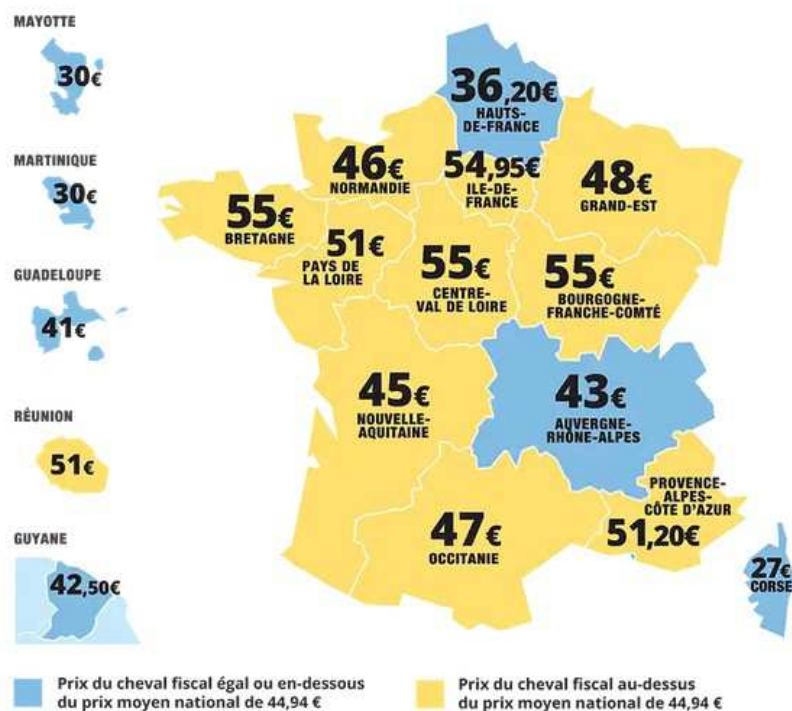 MAYOTTE
30€
MARTINIQUE
30€
GUADELOUPE
41€
RÉUNION
51€
GUYANE
42,50€
36,20€
HAUTS-
DE-FRANCE
46€
NORMANDIE
54,95€
ILE-DE-
FRANCE
48€
GRAND-EST
55€
BRETAGNE
51€
PAYS DE
LA LOIRE
55€
CENTRE-
VAL DE LOIRE
55€
BOURGOGNE-
FRANCHE-COMTÉ
45€
NOUVELLE-
AQUITAINE
43€
AUVERGNE-
RHÔNE-ALPES
47€
OCCITANIE
PROVENCE-
ALPES-
CÔTE D'AZUR
51,20€
27€
CORSE
Prix du cheval fiscal égal ou en-dessous
du prix moyen national de 44,94 €
Prix du cheval fiscal au-dessus
du prix moyen national de 44,94 €